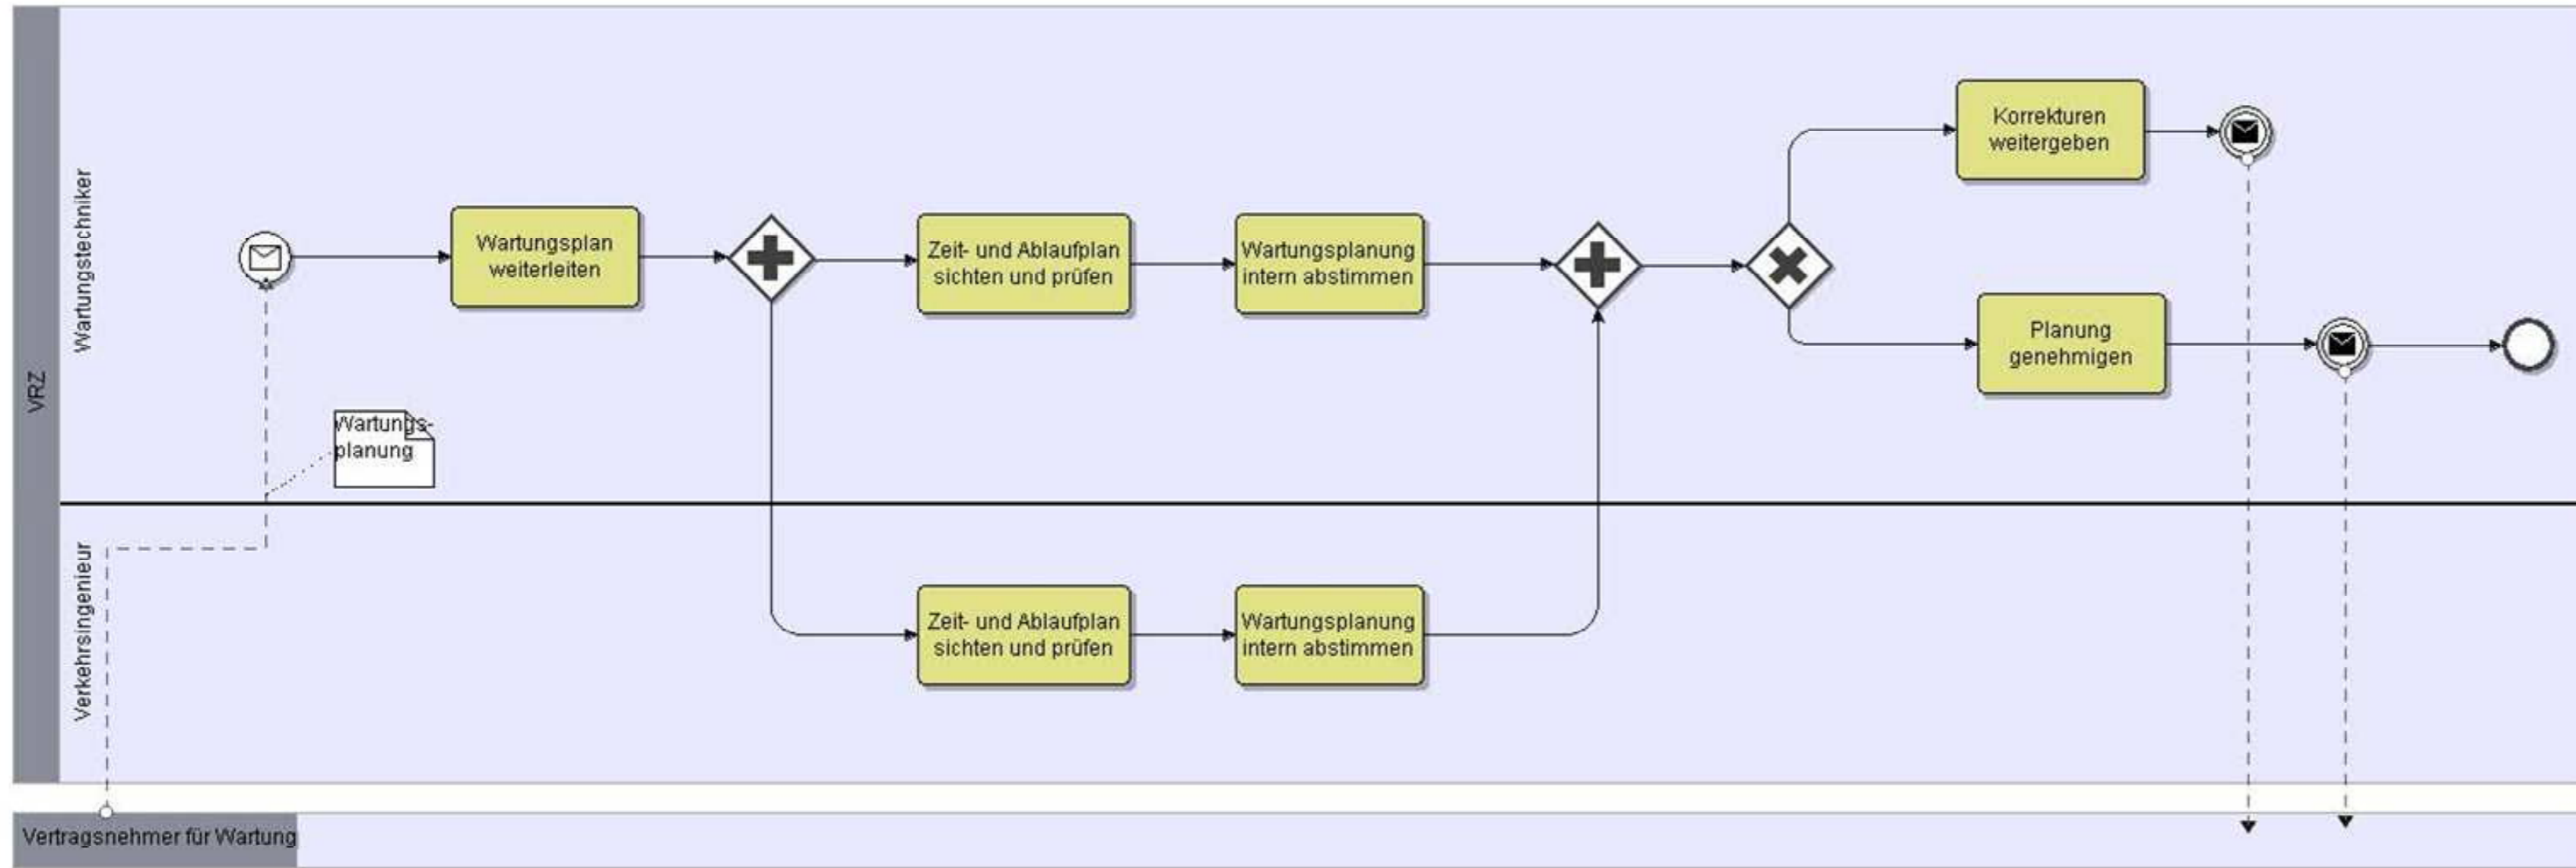 VRZ
Wartungstechniker
Wartungsplan
weiterleiten
Zeit- und Ablaufplan
sichten und prüfen
Wartungsplanung
intern abstimmen
Korrekturen
weitergeben
Planung
genehmigen
Wartungs-
planung
Verkehrsingenieur
Zeit- und Ablaufplan
sichten und prüfen
Wartungsplanung
intern abstimmen
Vertragsnehmer für Wartung